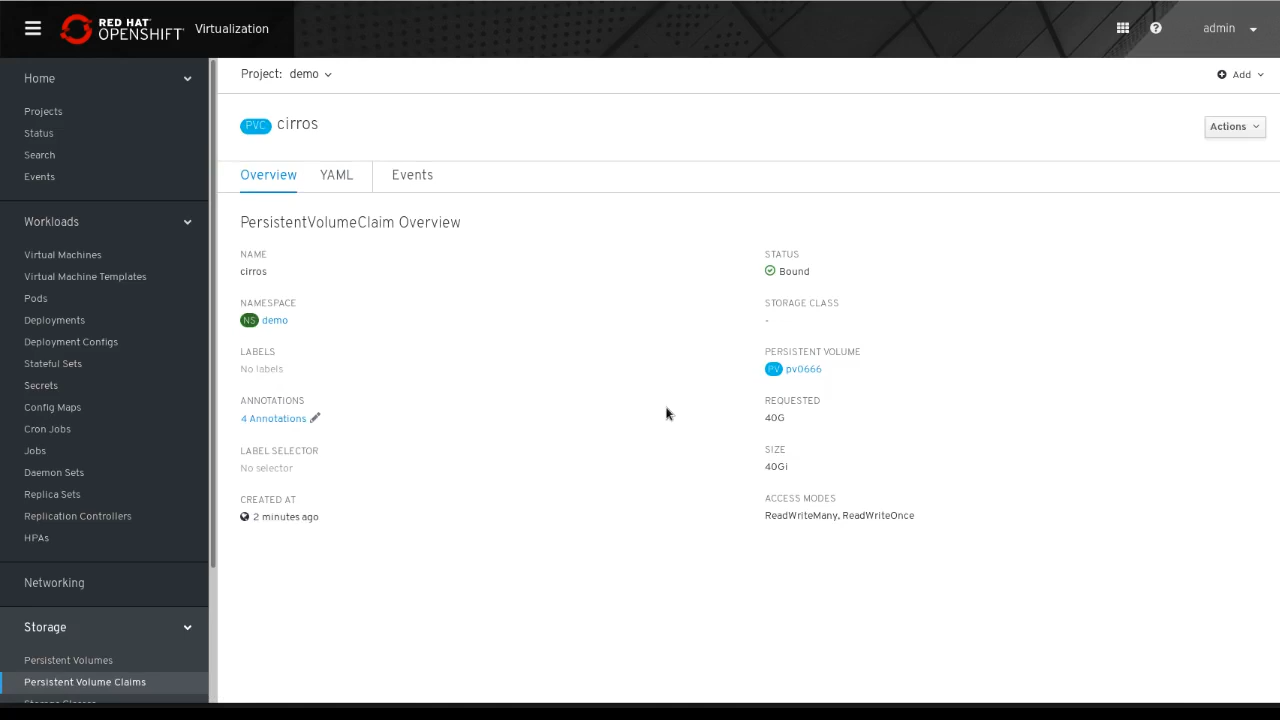 RED HAT
OPENSHIFT
Virtualization
admin
Home
Projects
Status
Search
Events
Workloads
Virtual Machines
Virtual Machine Templates
Pods
Deployments
Deployment Configs
Stateful Sets
Secrets
Config Maps
Cron Jobs
Jobs
Daemon Sets
Replica Sets
Replication Controllers
HPAs
Networking
Storage
Persistent Volumes
Persistent Volume Claims
Project: demo
Add
PVC cirros
Actions
Overview YAML Events
PersistentVolumeClaim Overview
NAME
cirros
NAMESPACE
NS demo
LABELS
No labels
ANNOTATIONS
4 Annotations
LABEL SELECTOR
No selector
CREATED AT
2 minutes ago
STATUS
Bound
STORAGE CLASS
-
PERSISTENT VOLUME
PV pv0666
REQUESTED
40G
SIZE
40Gi
ACCESS MODES
ReadWriteMany, ReadWriteOnce